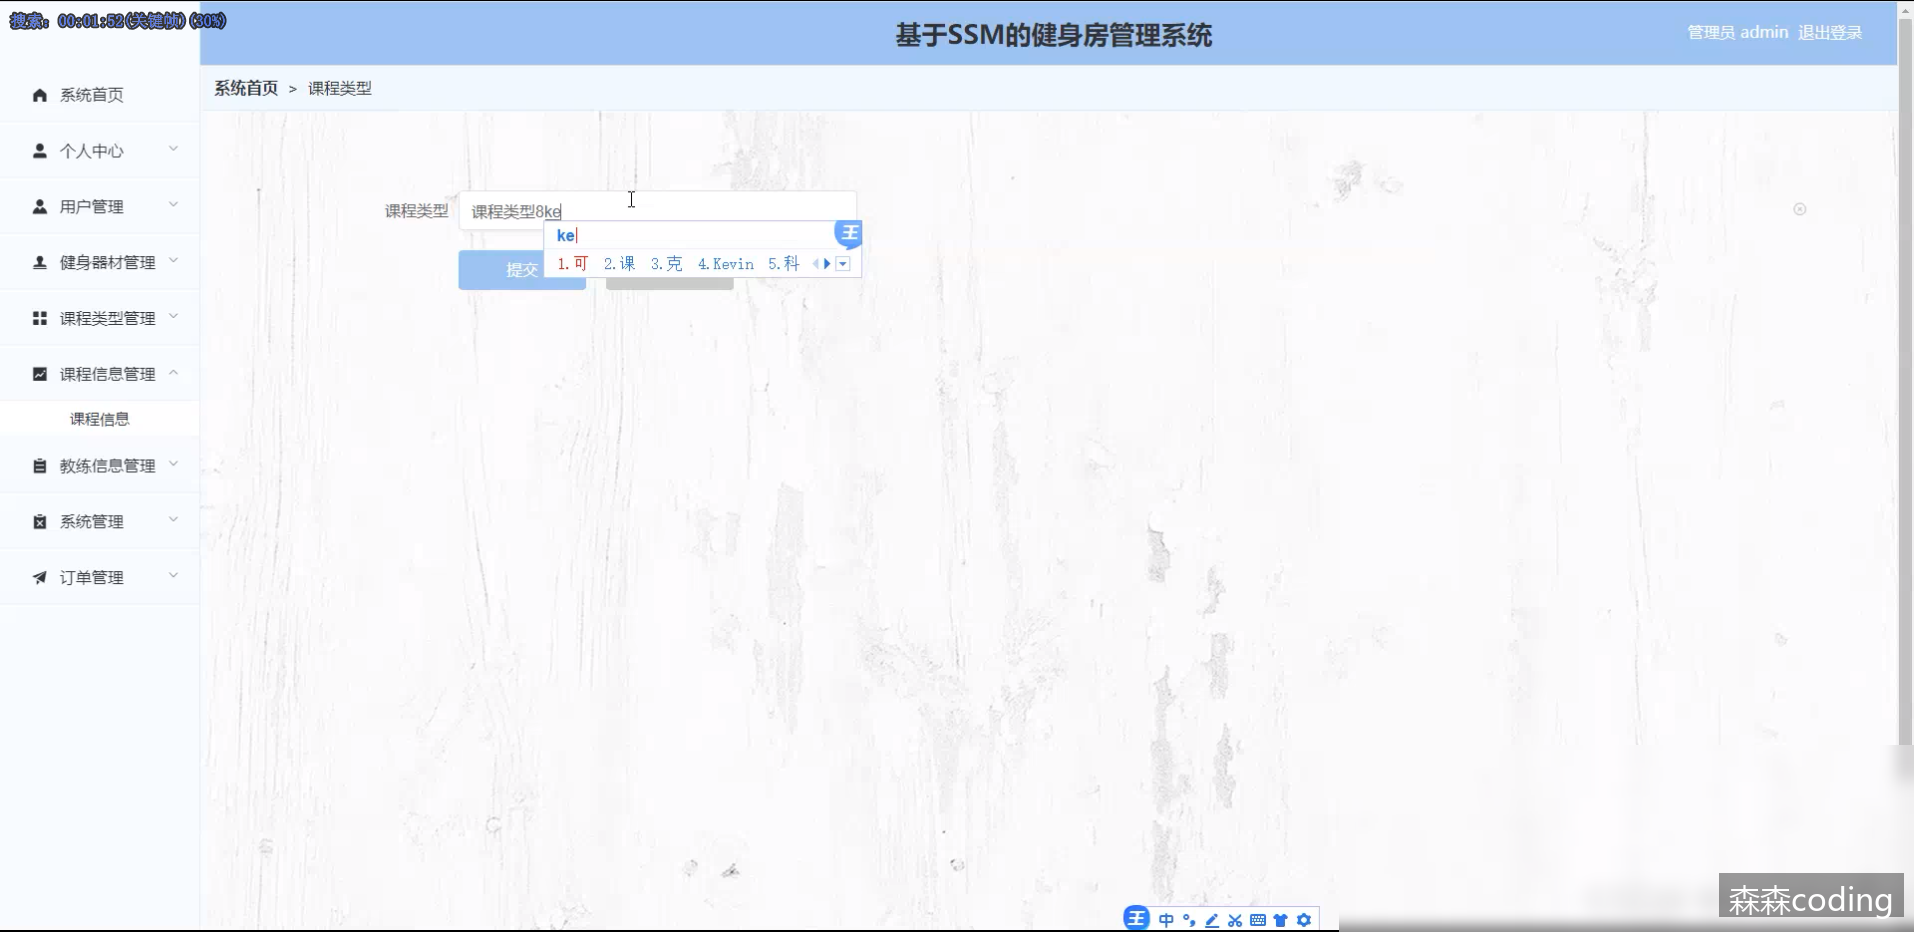 搜索: 00:01:52(关键帧)(30%)
基于SSM的健身房管理系统
管理员 admin 退出登录
系统首页 > 课程类型
系统首页
个人中心
用户管理
健身器材管理
课程类型管理
课程信息管理
课程信息
教练信息管理
系统管理
订单管理
课程类型 课程类型8ke
ke
王
1.可 2.课 3.克 4.Kevin 5.科
提交
王 中
森森coding